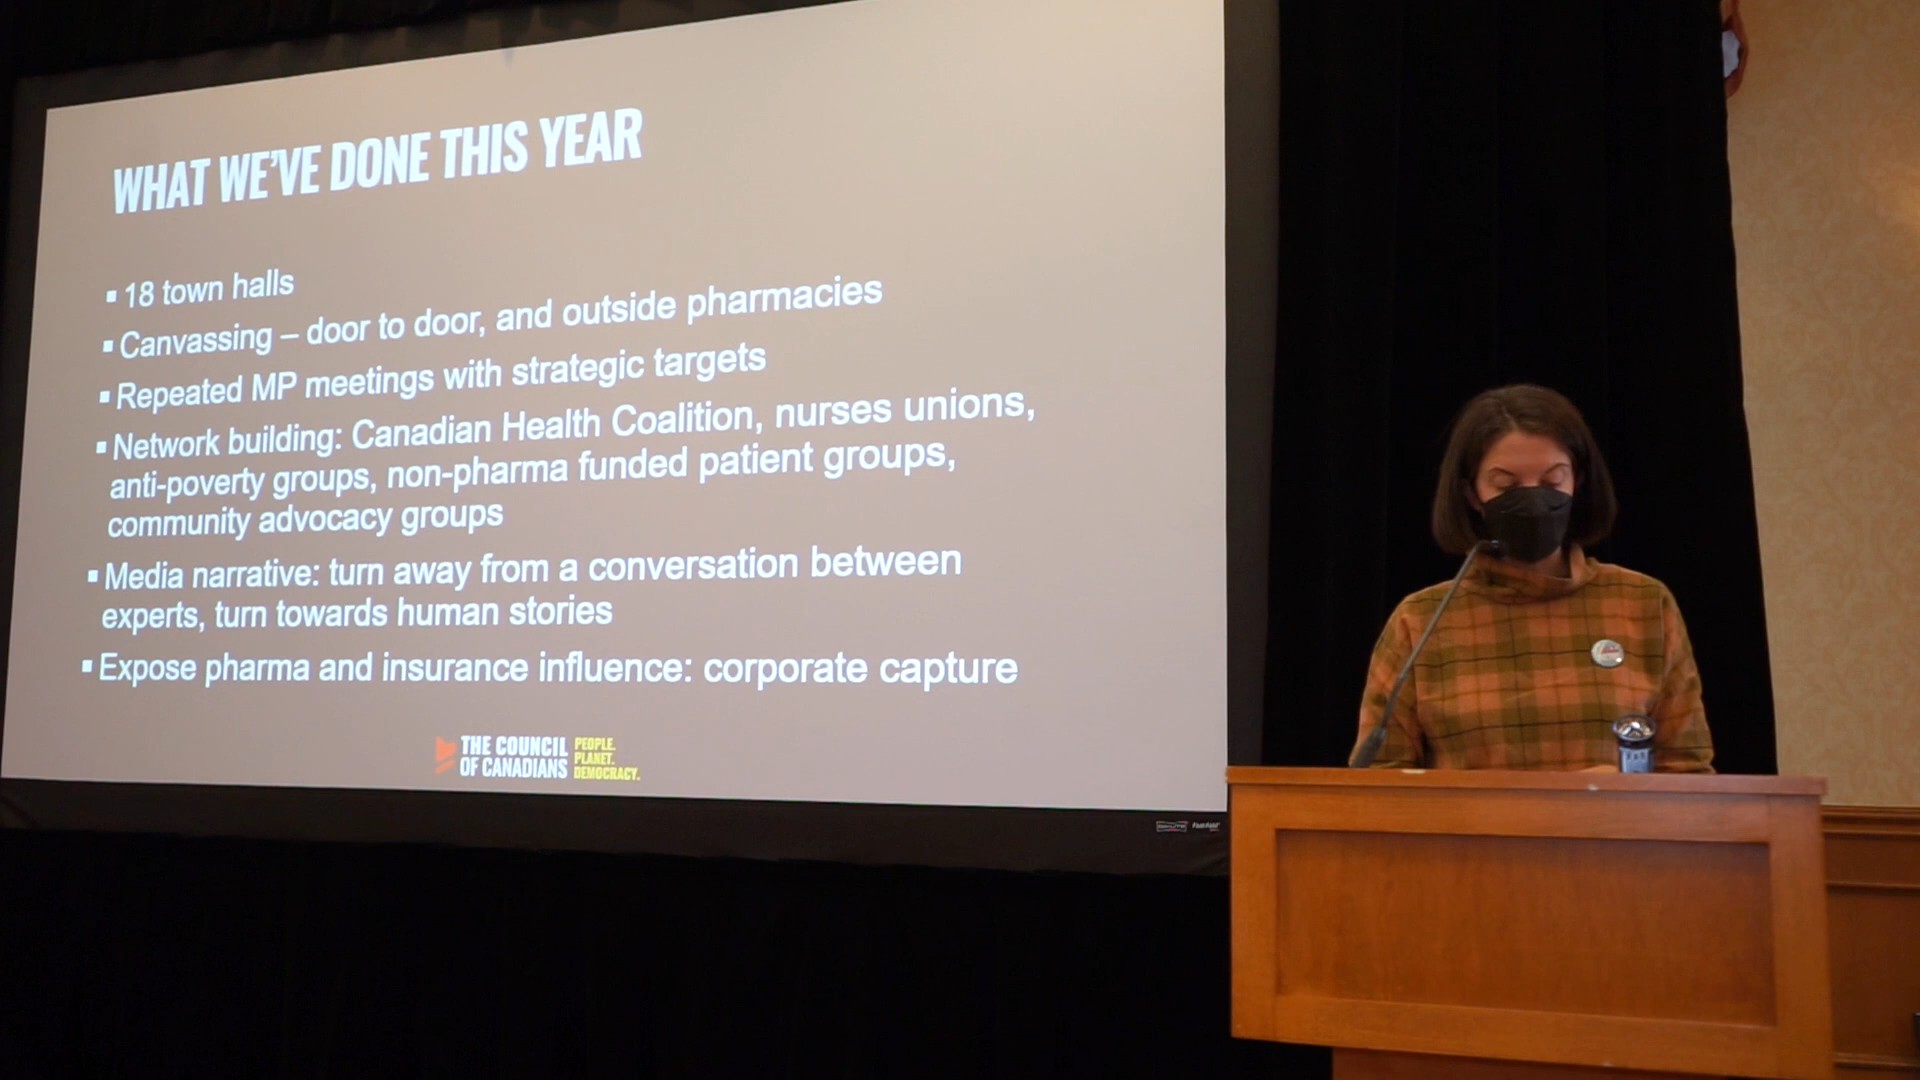 WHAT WE'VE DONE THIS YEAR
▪ 18 town halls
▪ Canvassing – door to door, and outside pharmacies
▪ Repeated MP meetings with strategic targets
▪ Network building: Canadian Health Coalition, nurses unions,
anti-poverty groups, non-pharma funded patient groups,
community advocacy groups
▪ Media narrative: turn away from a conversation between
experts, turn towards human stories
▪ Expose pharma and insurance influence: corporate capture
THE COUNCIL
OF CANADIANS
PEOPLE.
PLANET.
DEMOCRACY.